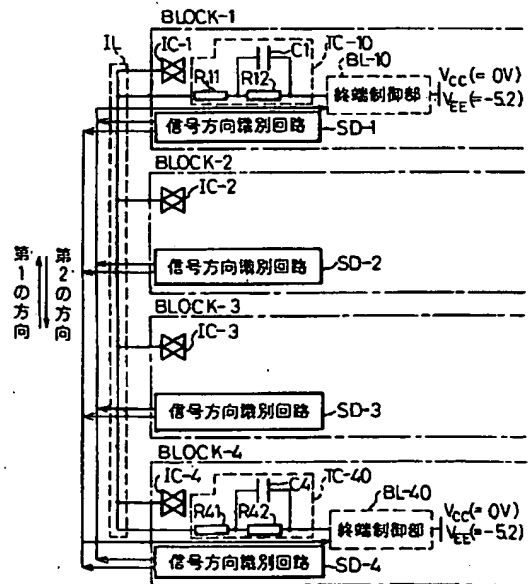 BLOCK-1
IL
IC-1
C1
TC-10
BL-10
R11
R12
終端制御部
VCC(= 0V)
VEE(=-5.2)
信号方向識別回路
SD-1
BLOCK-2
IC-2
信号方向識別回路
SD-2
第1の方向
第2の方向
BLOCK-3
IC-3
信号方向識別回路
SD-3
BLOCK-4
IC-4
C4
TC-40
BL-40
R41
R42
終端制御部
VCC(= 0V)
VEE(=-5.2)
信号方向識別回路
SD-4